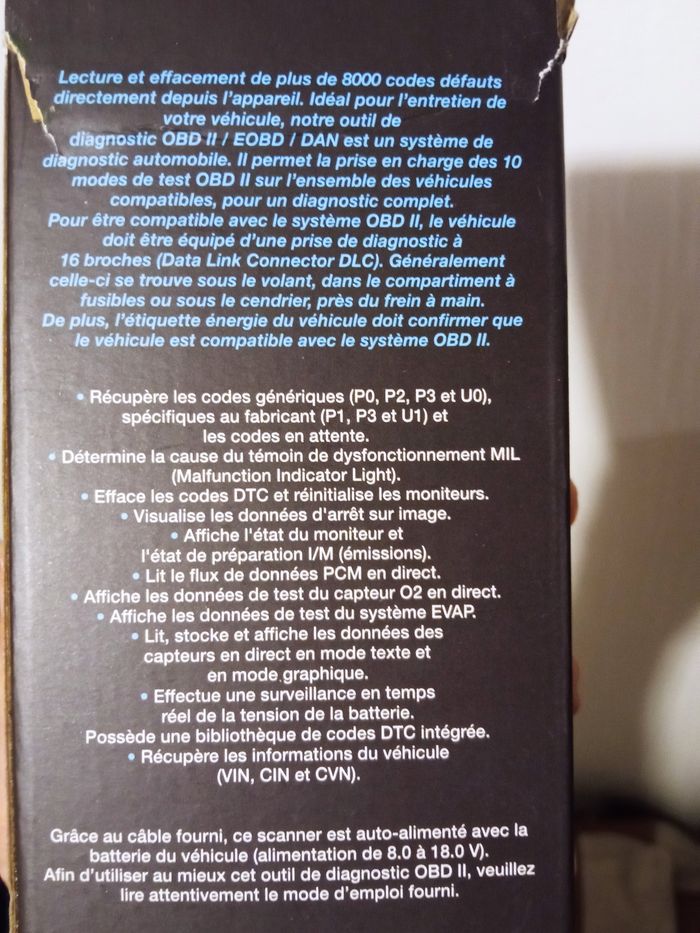 Lecture et effacement de plus de 8000 codes défauts
directement depuis l'appareil. Idéal pour l'entretien de
votre véhicule, notre outil de
diagnostic OBD II / EOBD / DAN est un système de
diagnostic automobile. Il permet la prise en charge des 10
modes de test OBD II sur l'ensemble des véhicules
compatibles, pour un diagnostic complet.
Pour être compatible avec le système OBD II, le véhicule
doit être équipé d'une prise de diagnostic à
16 broches (Data Link Connector DLC). Généralement
celle-ci se trouve sous le volant, dans le compartiment à
fusibles ou sous le cendrier, près du frein à main.
De plus, l'étiquette énergie du véhicule doit confirmer que
le véhicule est compatible avec le système OBD II.
• Récupère les codes génériques (P0, P2, P3 et U0),
spécifiques au fabricant (P1, P3 et U1) et
les codes en attente.
• Détermine la cause du témoin de dysfonctionnement MIL
(Malfunction Indicator Light).
• Efface les codes DTC et réinitialise les moniteurs.
• Visualise les données d'arrêt sur image.
• Affiche l'état du moniteur et
l'état de préparation I/M (émissions).
• Lit le flux de données PCM en direct.
• Affiche les données de test du capteur O2 en direct.
• Affiche les données de test du système EVAP.
• Lit, stocke et affiche les données des
capteurs en direct en mode texte et
en mode graphique.
• Effectue une surveillance en temps
réel de la tension de la batterie.
Possède une bibliothèque de codes DTC intégrée.
• Récupère les informations du véhicule
(VIN, CIN et CVN).
Grâce au câble fourni, ce scanner est auto-alimenté avec la
batterie du véhicule (alimentation de 8.0 à 18.0 V).
Afin d'utiliser au mieux cet outil de diagnostic OBD II, veuillez
lire attentivement le mode d'emploi fourni.